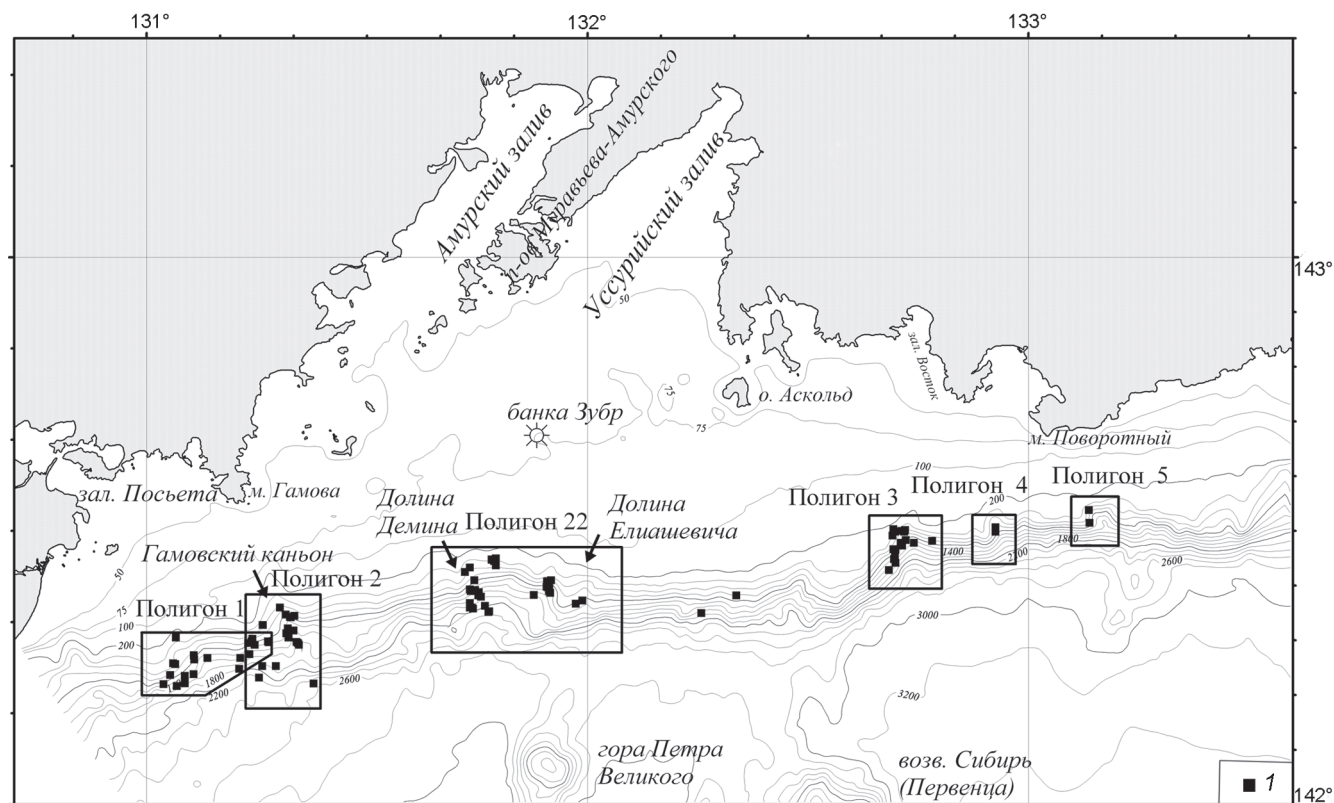 131°
132°
133°
Амурский залив
п-ов Муравьева-Амурского
Уссурийский залив
50
143°
зал. Восток
75
о. Аскольд
банка Зубр
75
м. Поворотный
100
зал. Посьета
м. Гамова
Долина
Демина
Полигон 22
Долина
Елиашевича
Полигон 3
Полигон 4
200
Полигон 5
Гамовский каньон
Полигон 2
1400
2200
1800
2600
50
75
Полигон 1
100
200
1800
2200
2600
3000
3200
гора Петра
Великого
возв. Сибирь
(Первенца)
1
142°